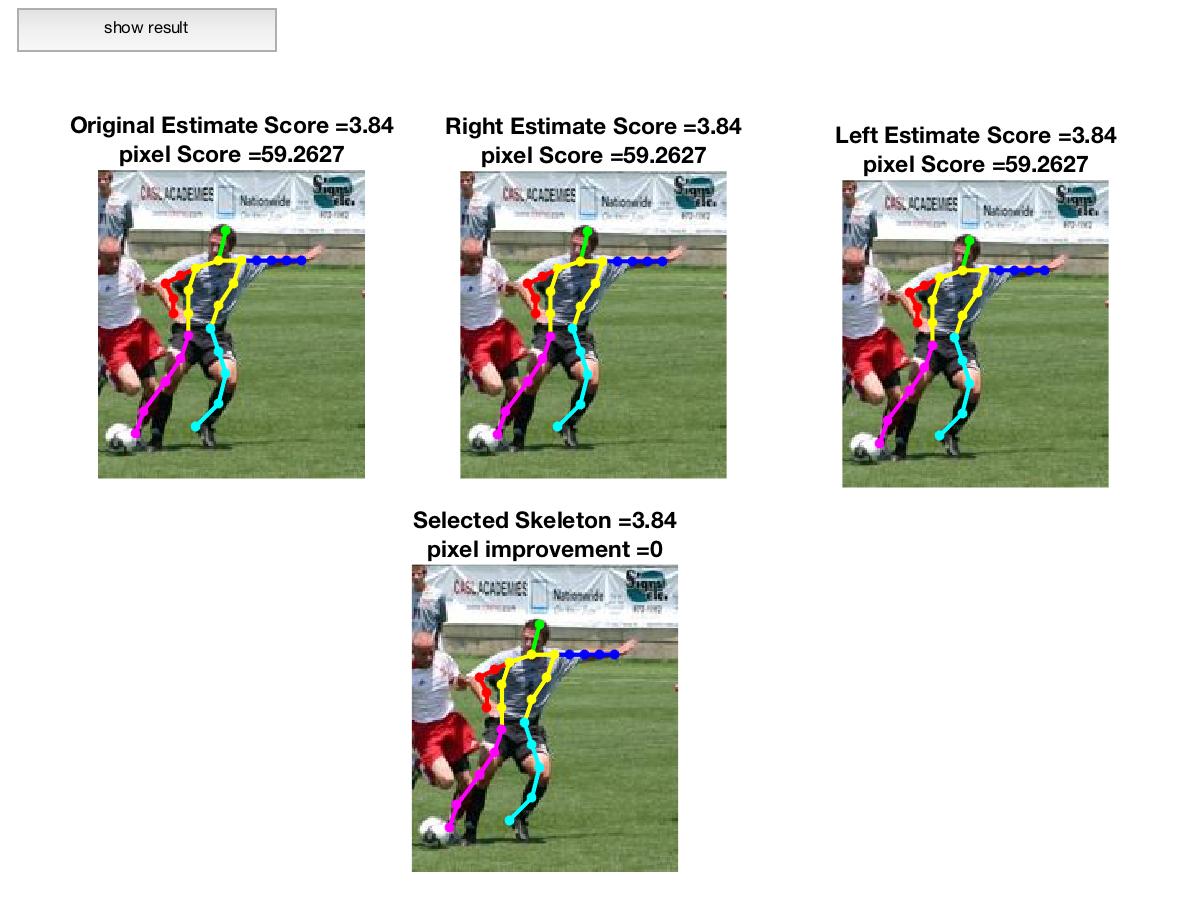 show result
Original Estimate Score =3.84
pixel Score =59.2627
Right Estimate Score =3.84
pixel Score =59.2627
Left Estimate Score =3.84
pixel Score =59.2627
CASL ACADEMIES
Nationwide
CASL ACADEMIES
Nationwide
CASL ACADEMIES
Nationwide
Selected Skeleton =3.84
pixel improvement =0
CASL ACADEMIES
Nationwide